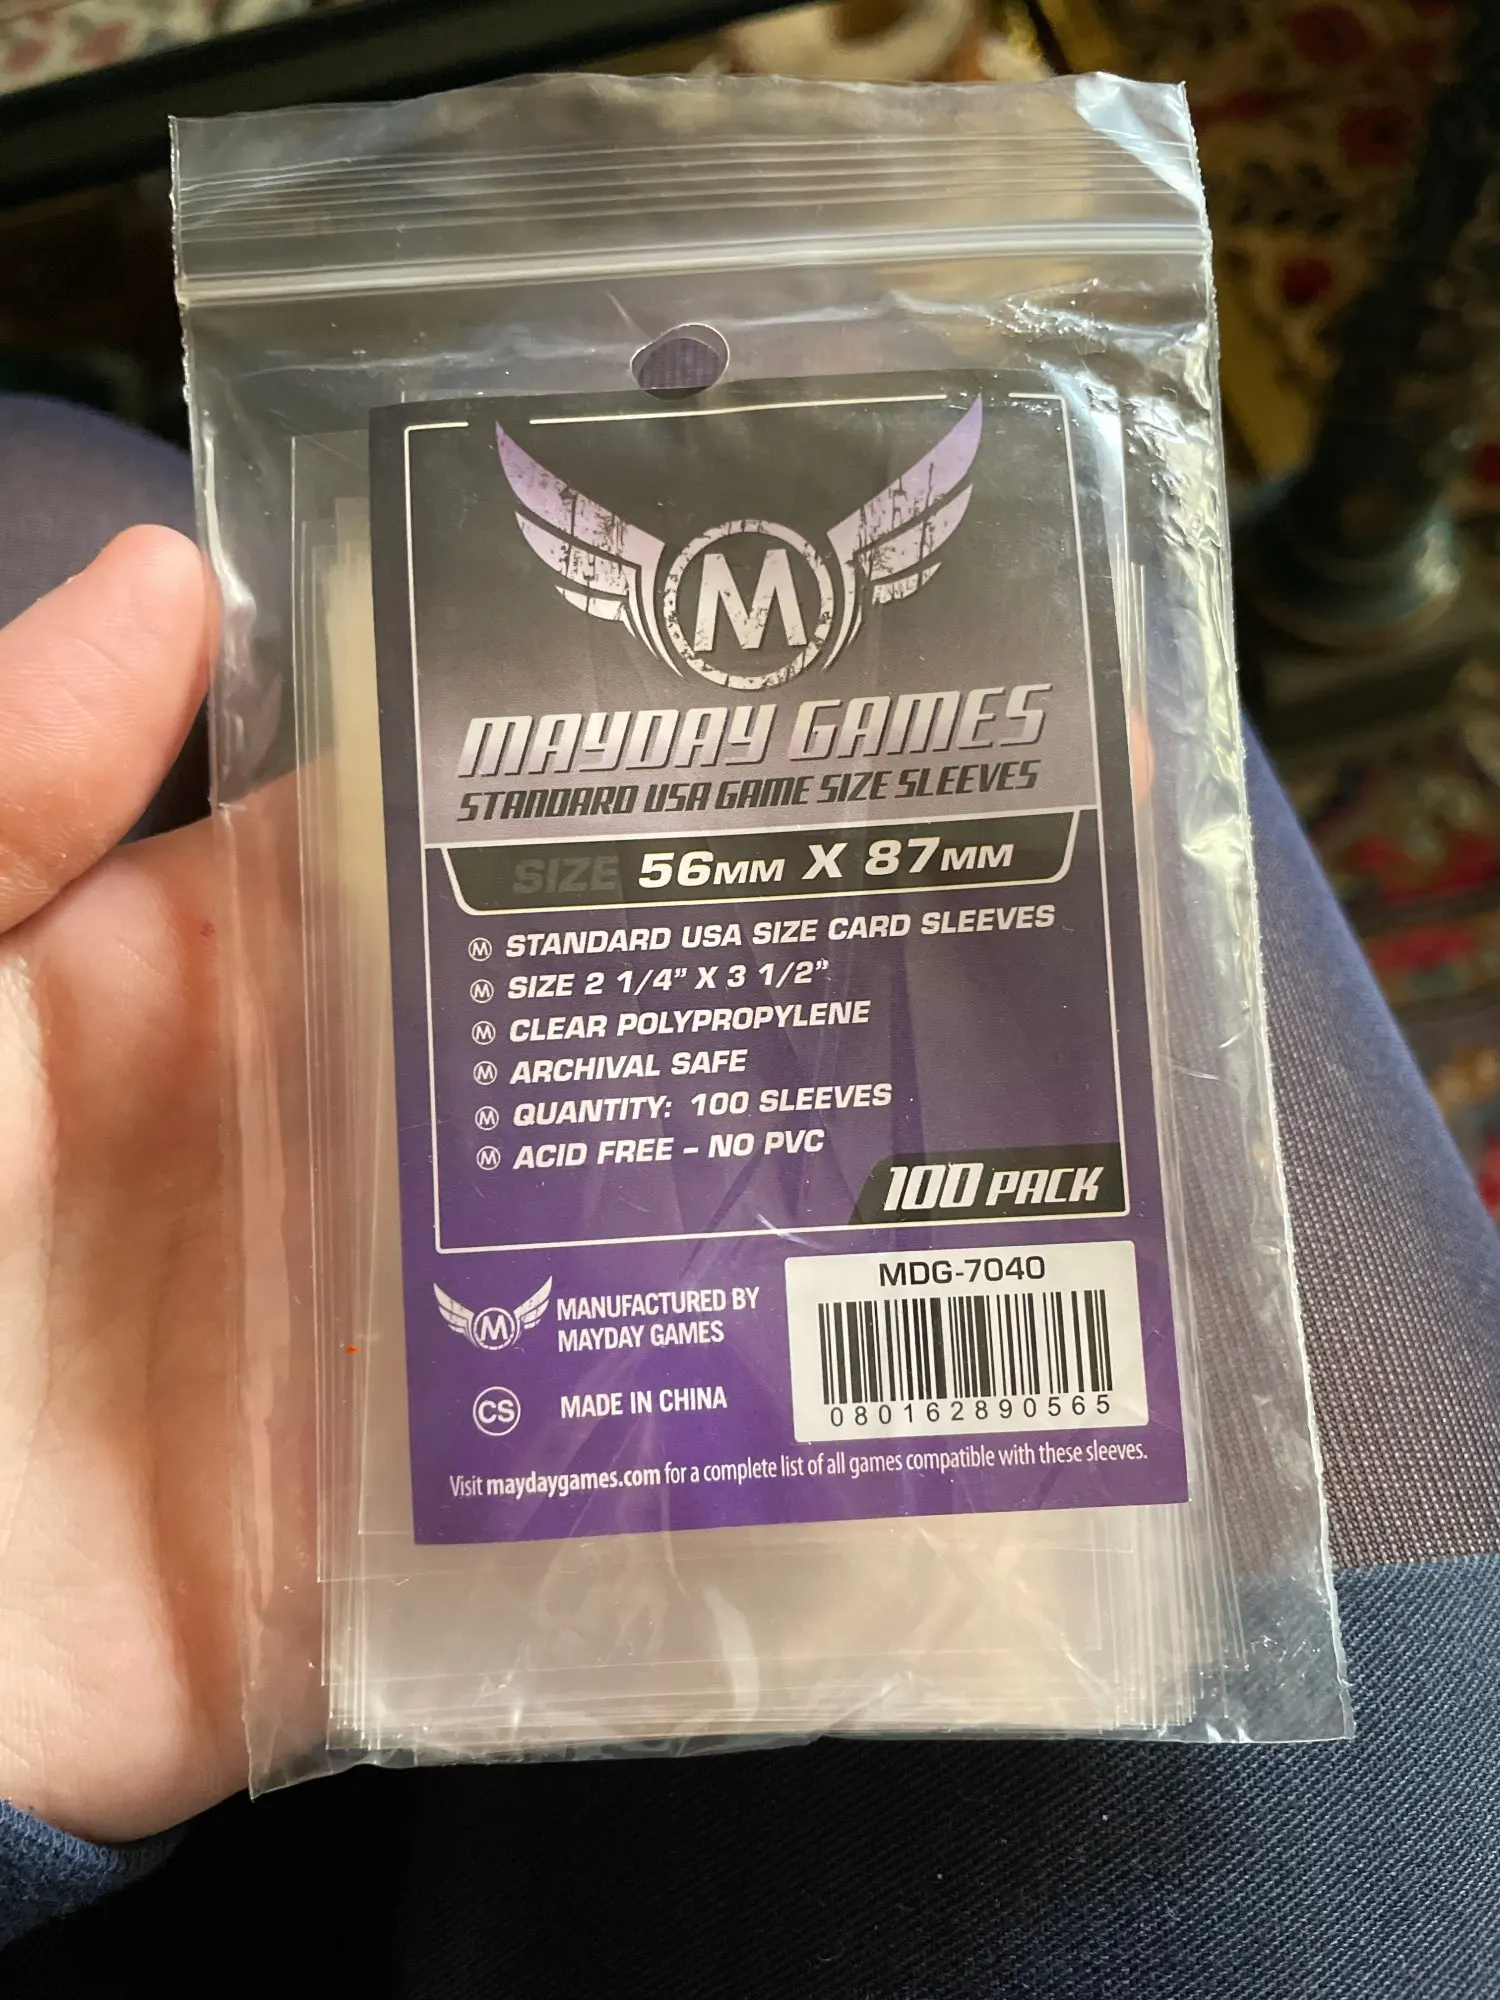 M
MAYDAY GAMES
STANDARD USA GAME SIZE SLEEVES
SIZE 56MM X 87MM
STANDARD USA SIZE CARD SLEEVES
SIZE 2 1/4” X 3 1/2”
CLEAR POLYPROPYLENE
ARCHIVAL SAFE
QUANTITY: 100 SLEEVES
ACID FREE – NO PVC
100 PACK
M MANUFACTURED BY
MAYDAY GAMES
CS MADE IN CHINA
MDG-7040
080162890565
Visit maydaygames.com for a complete list of all games compatible with these sleeves.